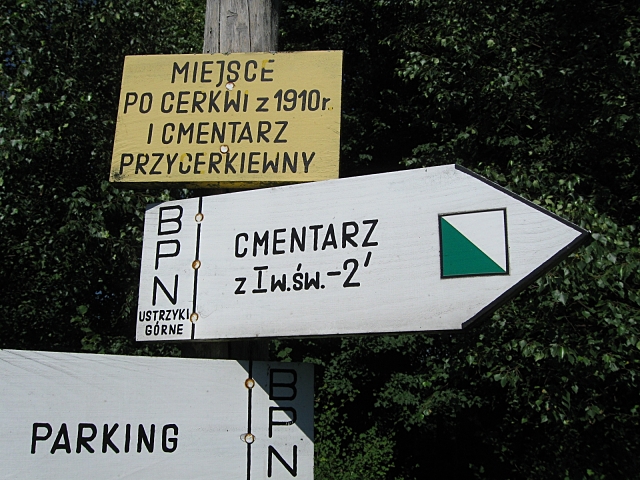 MIEJSCE
PO CERKWI z 1910r.
I CMENTARZ
PRZYCERKIEWNY
BPN
USTRZYKI
GÓRNE
CMENTARZ
z I w.św.-2'
PARKING
BPN